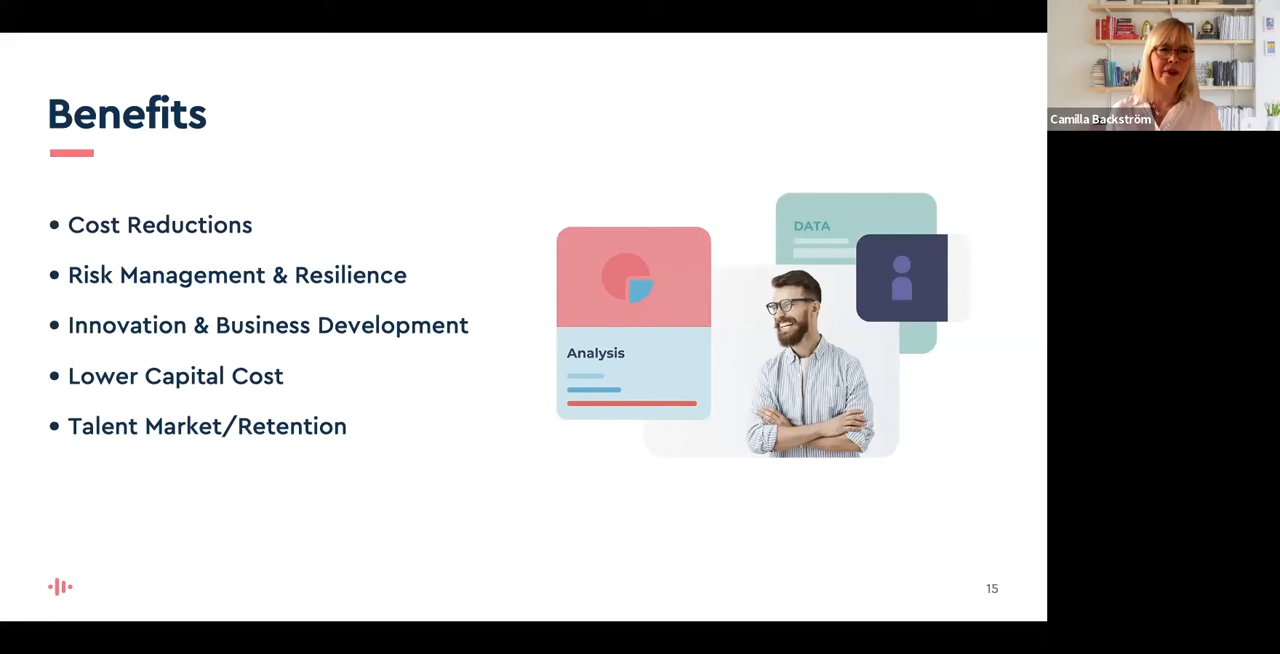 Benefits
• Cost Reductions
• Risk Management & Resilience
• Innovation & Business Development
• Lower Capital Cost
• Talent Market/Retention
DATA
Analysis
15
Camilla Backström